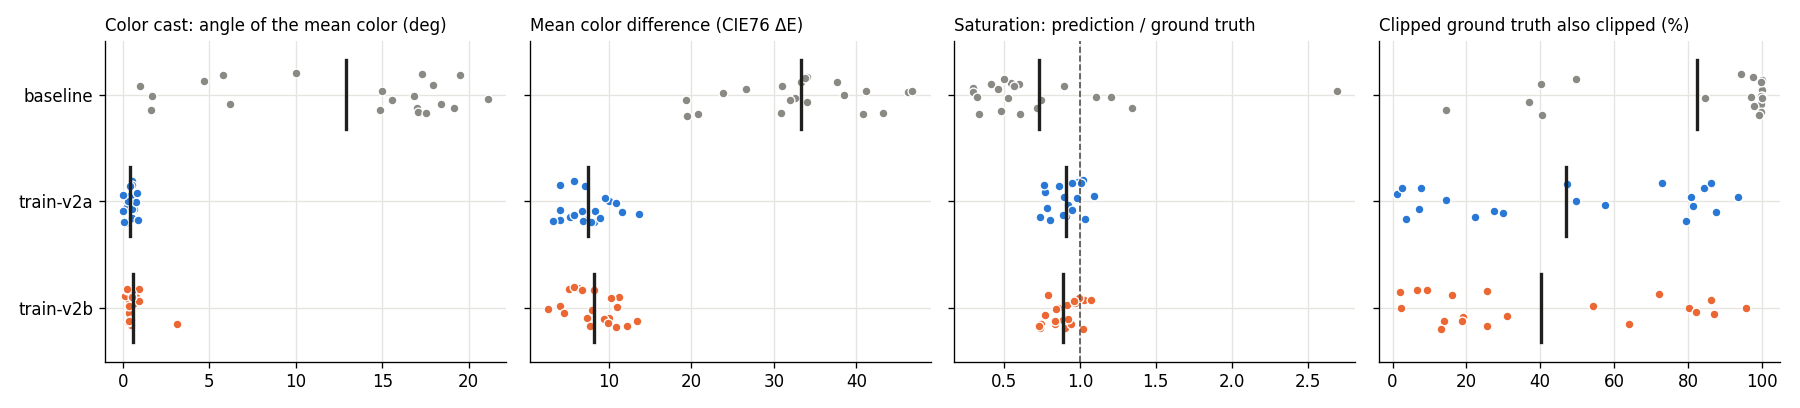 Color cast: angle of the mean color (deg)
Mean color difference (CIE76 ΔE)
Saturation: prediction / ground truth
Clipped ground truth also clipped (%)
baseline
train-v2a
train-v2b
0 5 10 15 20
10 20 30 40
0.5 1.0 1.5 2.0 2.5
0 20 40 60 80 100